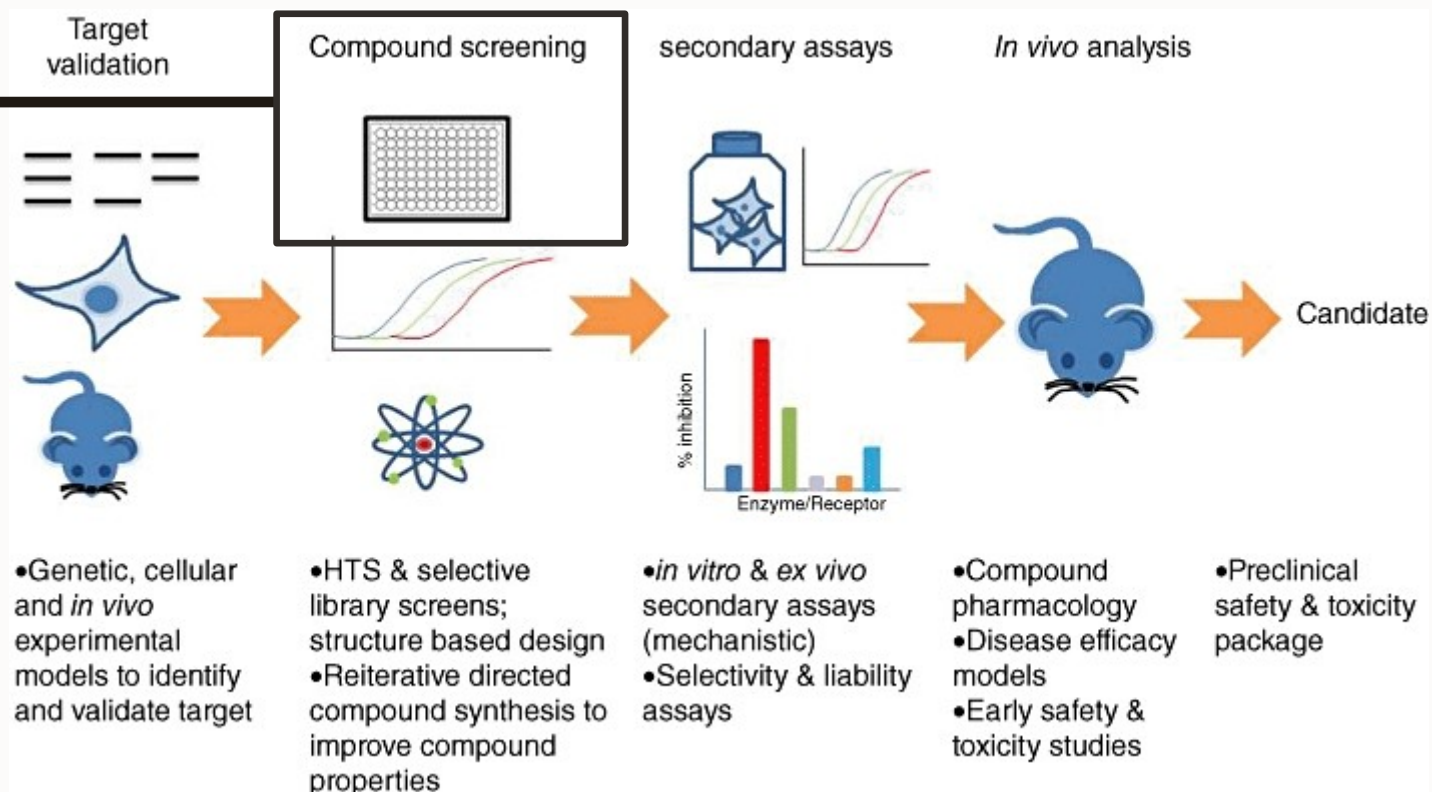 Target
validation
Compound screening
secondary assays
In vivo analysis
Candidate
% inhibition
Enzyme/Receptor
•Genetic, cellular
and in vivo
experimental
models to identify
and validate target
•HTS & selective
library screens;
structure based design
•Reiterative directed
compound synthesis to
improve compound
properties
•in vitro & ex vivo
secondary assays
(mechanistic)
•Selectivity & liability
assays
•Compound
pharmacology
•Disease efficacy
models
•Early safety &
toxicity studies
•Preclinical
safety & toxicity
package